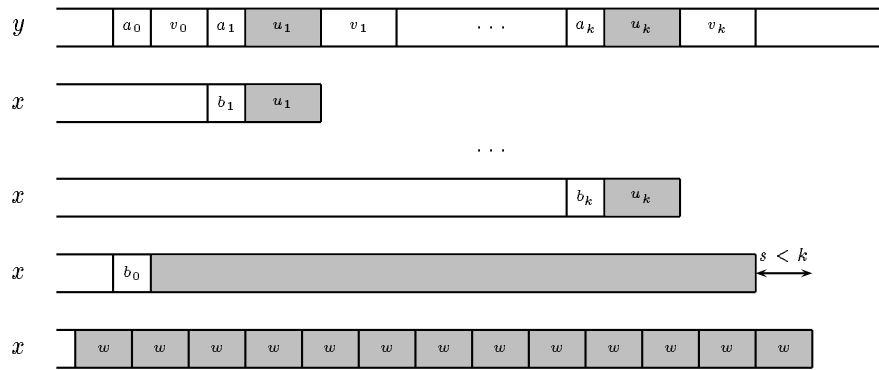 y a₀ v₀ a₁ u₁ v₁ . . . aₖ uₖ vₖ
x b₁ u₁
. . .
x bₖ uₖ
x b₀ s < k
x w w w w w w w w w w w w w